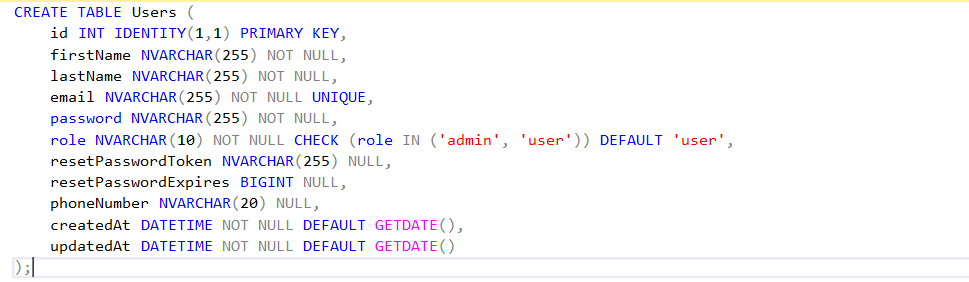 CREATE TABLE Users (
    id INT IDENTITY(1,1) PRIMARY KEY,
    firstName NVARCHAR(255) NOT NULL,
    lastName NVARCHAR(255) NOT NULL,
    email NVARCHAR(255) NOT NULL UNIQUE,
    password NVARCHAR(255) NOT NULL,
    role NVARCHAR(10) NOT NULL CHECK (role IN ('admin', 'user')) DEFAULT 'user',
    resetPasswordToken NVARCHAR(255) NULL,
    resetPasswordExpires BIGINT NULL,
    phoneNumber NVARCHAR(20) NULL,
    createdAt DATETIME NOT NULL DEFAULT GETDATE(),
    updatedAt DATETIME NOT NULL DEFAULT GETDATE()
);